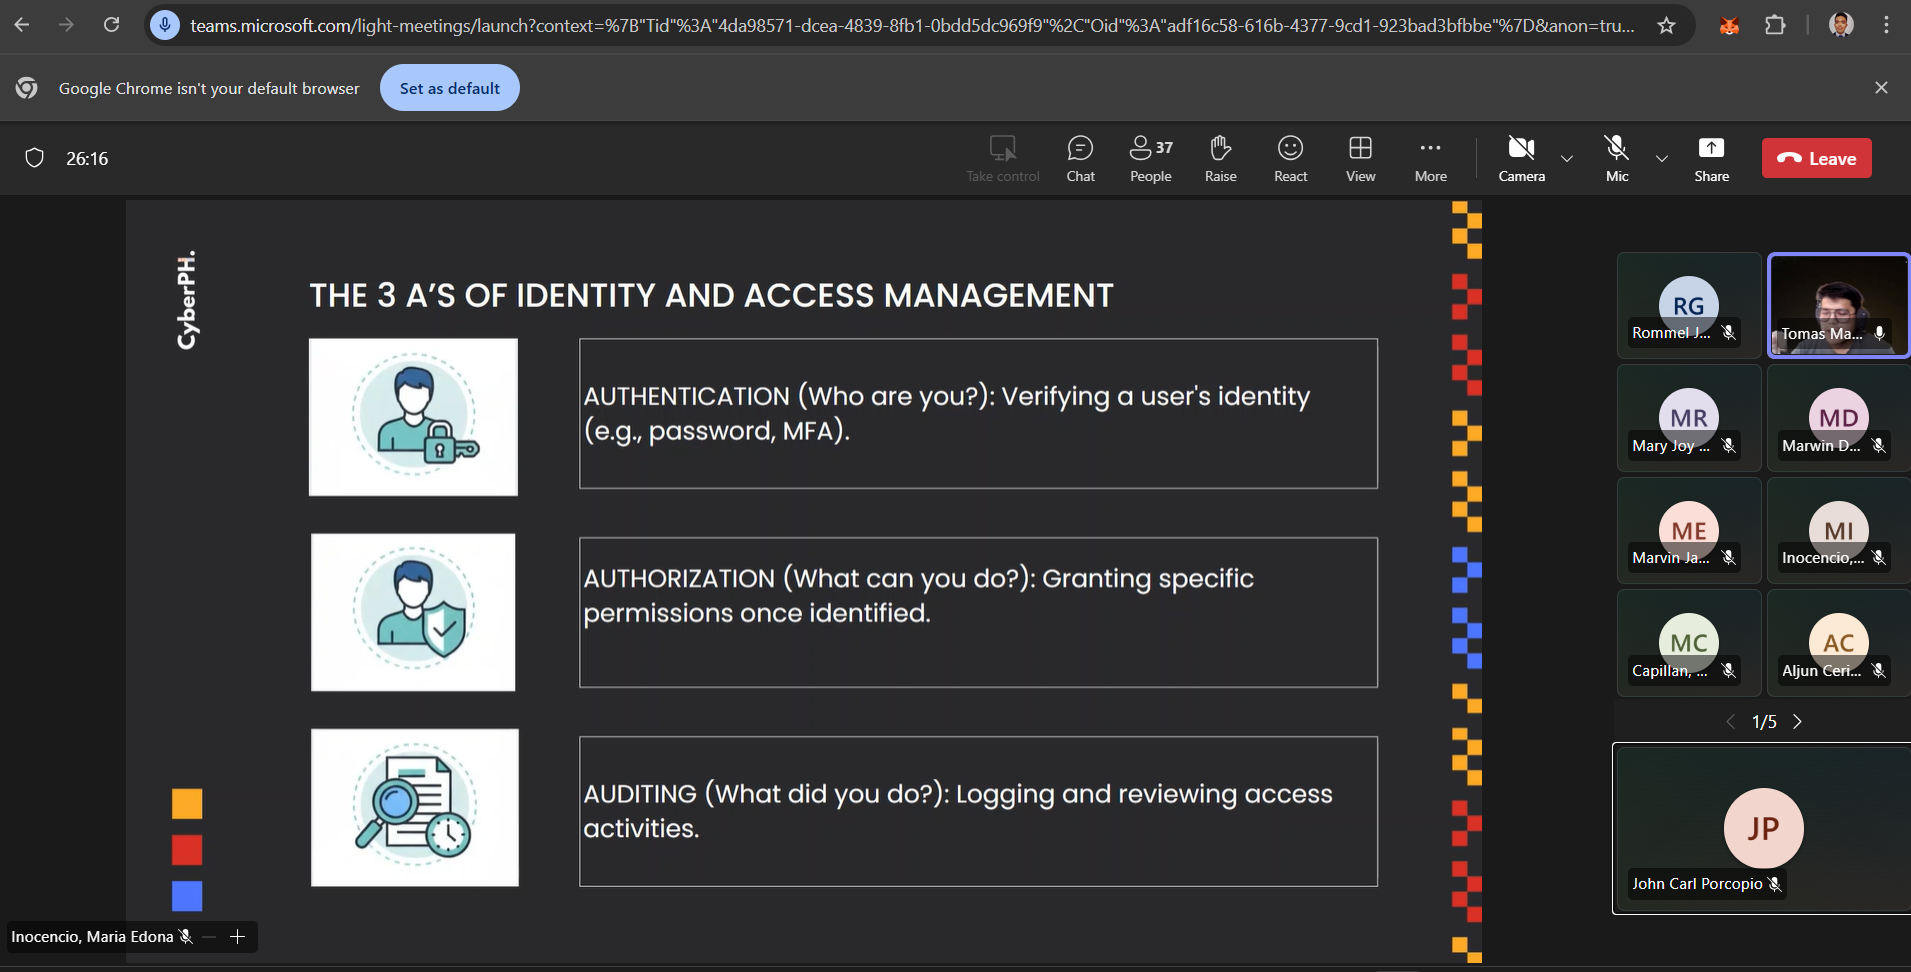 teams.microsoft.com/light-meetings/launch?context=%7B"Tid"%3A"4da98571-dcea-4839-8fb1-0bdd5dc969f9"%2C"Oid"%3A"adf16c58-616b-4377-9cd1-923bad3bfbbe"%7D&anon=tru...
Google Chrome isn't your default browser
Set as default
26:16
Take control
Chat
37
People
Raise
React
View
More
Camera
Mic
Share
Leave
CyberPH.
THE 3 A'S OF IDENTITY AND ACCESS MANAGEMENT
AUTHENTICATION (Who are you?): Verifying a user's identity
(e.g., password, MFA).
AUTHORIZATION (What can you do?): Granting specific
permissions once identified.
AUDITING (What did you do?): Logging and reviewing access
activities.
Inocencio, Maria Edona
RG
Rommel J...
Tomas Ma...
MR
Mary Joy ...
MD
Marwin D...
ME
Marvin Ja...
MI
Inocencio,...
MC
Capillan, ...
AC
Aljun Ceri...
1/5
JP
John Carl Porcopio